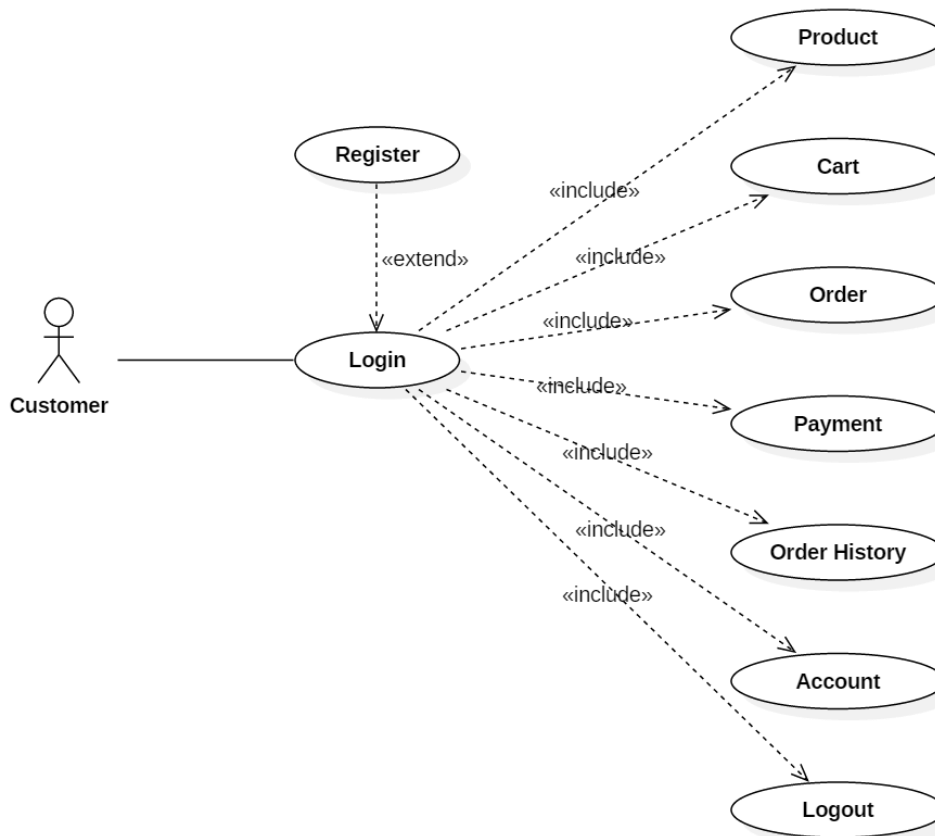 Product
Register
Cart
«include»
«include»
«extend»
Order
«include»
Login
«include»
Customer
Payment
«include»
Order History
«include»
«include»
Account
Logout